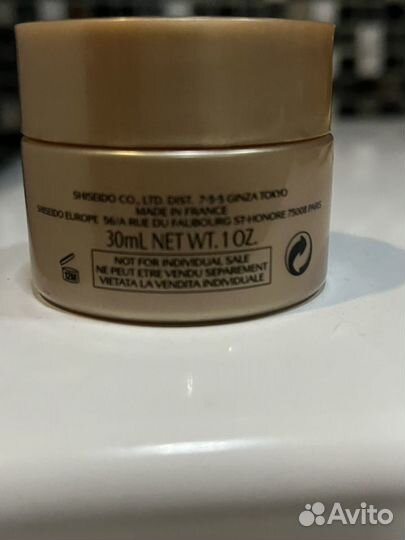 SHISEIDO CO., LTD. DIST. 7-5-5 GINZA TOKYO
MADE IN FRANCE
SHISEIDO EUROPE 56/A RUE DU FAUBOURG ST-HONORE 75008 PARIS
30mL NET WT. 1 OZ.
NOT FOR INDIVIDUAL SALE
NE PEUT ETRE VENDU SEPAREMENT
VIETATA LA VENDITA INDIVIDUALE
12M
Avito